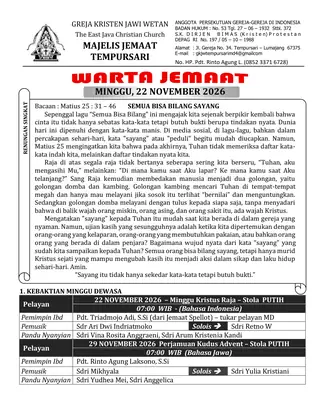 GREJA KRISTEN JAWI WETAN
The East Java Christian Church
MAJELIS JEMAAT
TEMPURSARI
ANGGOTA PERSEKUTUAN GEREJA-GEREJA DI INDONESIA
BADAN HUKUM : No. 53 Tgl. 27 – 06 – 1932 Stbl. 372
S.K. DIRJEN BIMAS (Kristen) PROTESTAN
DEPAG RI No. 197 / 05 – 10 – 1988
Alamat : Jl. Gereja No. 34. Tempursari – Lumajang 67375
E-mail : gkjwtempursarimd4@gmail.com
No. HP. Pdt. Rinto Agung L. (0852 3371 6728)
WARTA JEMAAT
MINGGU, 22 NOVEMBER 2026
RENUNGAN SINGKAT
Bacaan : Matius 25 : 31 – 46 SEMUA BISA BILANG SAYANG
Sepenggal lagu "Semua Bisa Bilang" ini mengajak kita sejenak berpikir kembali bahwa
cinta itu tidak hanya sebatas kata-kata tetapi butuh bukti berupa tindakan nyata. Dunia
hari ini dipenuhi dengan kata-kata manis. Di media sosial, di lagu-lagu, bahkan dalam
percakapan sehari-hari, kata "sayang" atau "peduli" begitu mudah diucapkan. Namun,
Matius 25 mengingatkan kita bahwa pada akhirnya, Tuhan tidak memeriksa daftar kata-
kata indah kita, melainkan daftar tindakan nyata kita.
Raja di atas segala raja tidak bertanya seberapa sering kita berseru, "Tuhan, aku
mengasihi Mu," melainkan: "Di mana kamu saat Aku lapar? Ke mana kamu saat Aku
telanjang?" Sang Raja kemudian membedakan manusia menjadi dua golongan, yaitu
golongan domba dan kambing. Golongan kambing mencari Tuhan di tempat-tempat
megah dan hanya mau melayani jika sosok itu terlihat "bernilai" dan menguntungkan.
Sedangkan golongan domba melayani dengan tulus kepada siapa saja, tanpa menyadari
bahwa di balik wajah orang miskin, orang asing, dan orang sakit itu, ada wajah Kristus.
Mengatakan "sayang" kepada Tuhan itu mudah saat kita berada di dalam gereja yang
nyaman. Namun, ujian kasih yang sesungguhnya adalah ketika kita dipertemukan dengan
orang-orang yang kelaparan, orang-orang yang membutuhkan pakaian, atau bahkan orang
orang yang berada di dalam penjara? Bagaimana wujud nyata dari kata "sayang" yang
sudah kita sampaikan kepada Tuhan? Semua orang bisa bilang sayang, tetapi hanya murid
Kristus sejati yang mampu mengubah kasih itu menjadi aksi dalam sikap dan laku hidup
sehari-hari. Amin.
"Sayang itu tidak hanya sekedar kata-kata tetapi butuh bukti."
1. KEBAKTIAN MINGGU DEWASA
Pelayan 22 NOVEMBER 2026 – Minggu Kristus Raja – Stola PUTIH
07:00 WIB - (Bahasa Indonesia)
Pemimpin Ibd Pdt. Triadmojo Adi, S.Si (dari Jemaat Spellot) – tukar pelayan MD
Pemusik Sdr Ari Dwi Indriatmoko Solois → Sdri Retno W
Pandu Nyanyian Sdri Vina Rosita Anggraeni, Sdri Arum Kristenia Kandi
Pelayan 29 NOVEMBER 2026 Perjamuan Kudus Advent – Stola PUTIH
07:00 WIB (Bahasa Jawa)
Pemimpin Ibd Pdt. Rinto Agung Laksono, S.Si
Pemusik Sdri Mikhyala Solois → Sdri Yulia Kristiani
Pandu Nyanyian Sdri Yudhea Mei, Sdri Anggelica